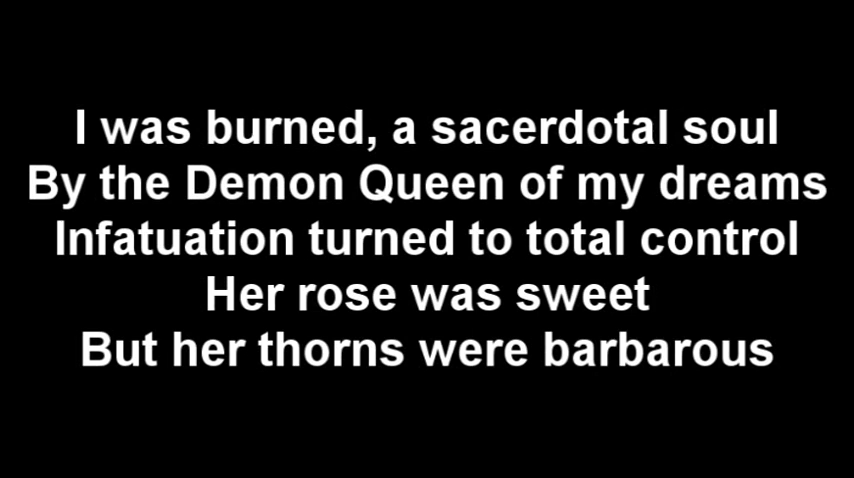 I was burned, a sacerdotal soul
By the Demon Queen of my dreams
Infatuation turned to total control
Her rose was sweet
But her thorns were barbarous